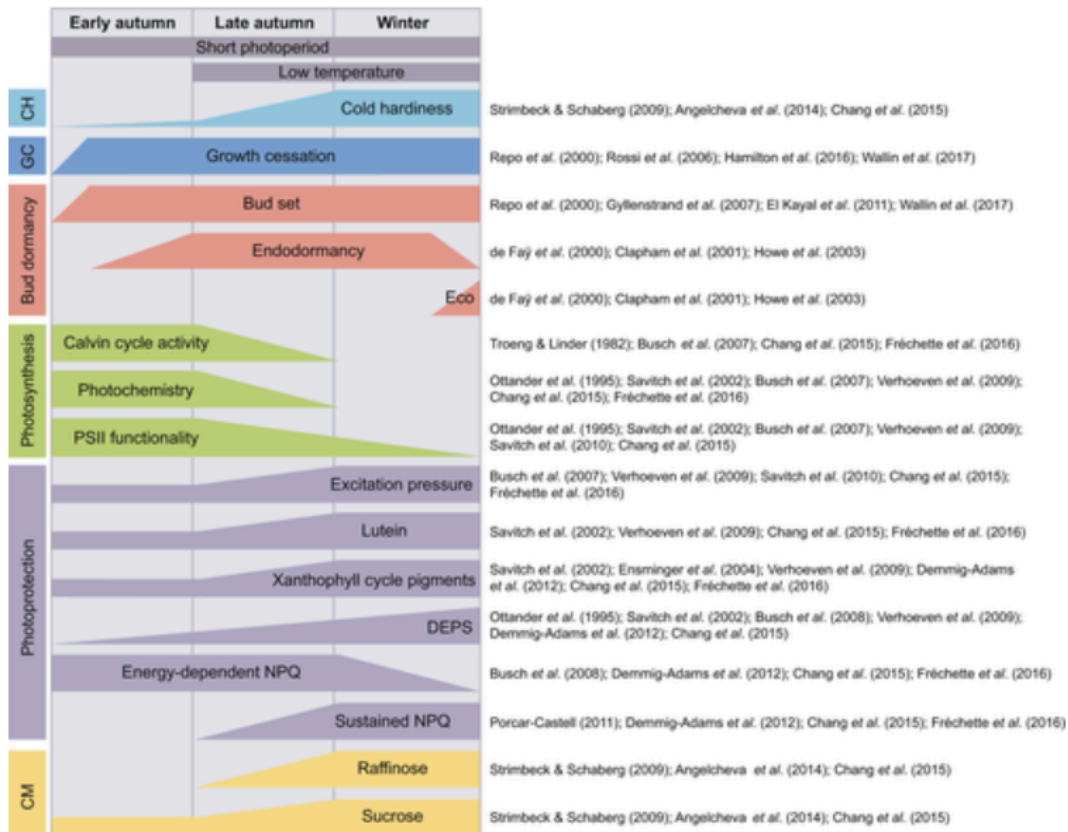 Early autumn Late autumn Winter
Short photoperiod
Low temperature
CH
Cold hardiness
Strimbeck & Schaberg (2009); Angelcheva et al. (2014); Chang et al. (2015)
GC
Growth cessation
Repo et al. (2000); Rossi et al. (2006); Hamilton et al. (2016); Wallin et al. (2017)
Bud dormancy
Bud set
Repo et al. (2000); Gyllenstrand et al. (2007); El Kayal et al. (2011); Wallin et al. (2017)
Endodormancy
de Faÿ et al. (2000); Clapham et al. (2001); Howe et al. (2003)
Eco
de Faÿ et al. (2000); Clapham et al. (2001); Howe et al. (2003)
Photosynthesis
Calvin cycle activity
Troeng & Linder (1982); Busch et al. (2007); Chang et al. (2015); Fréchette et al. (2016)
Photochemistry
Ottander et al. (1995); Savitch et al. (2002); Busch et al. (2007); Verhoeven et al. (2009);
Chang et al. (2015); Fréchette et al. (2016)
PSII functionality
Ottander et al. (1995); Savitch et al. (2002); Busch et al. (2007); Verhoeven et al. (2009);
Savitch et al. (2010); Chang et al. (2015)
Photoprotection
Excitation pressure
Busch et al. (2007); Verhoeven et al. (2009); Savitch et al. (2010); Chang et al. (2015);
Fréchette et al. (2016)
Lutein
Savitch et al. (2002); Verhoeven et al. (2009); Chang et al. (2015); Fréchette et al. (2016)
Xanthophyll cycle pigments
Savitch et al. (2002); Ensminger et al. (2004); Verhoeven et al. (2009); Demmig-Adams
et al. (2012); Chang et al. (2015); Fréchette et al. (2016)
DEPS
Ottander et al. (1995); Savitch et al. (2002); Busch et al. (2008); Verhoeven et al. (2009);
Demmig-Adams et al. (2012); Chang et al. (2015)
Energy-dependent NPQ
Busch et al. (2008); Demmig-Adams et al. (2012); Chang et al. (2015); Fréchette et al. (2016)
Sustained NPQ
Porcar-Castell (2011); Demmig-Adams et al. (2012); Chang et al. (2015); Fréchette et al. (2016)
CM
Raffinose
Strimbeck & Schaberg (2009); Angelcheva et al. (2014); Chang et al. (2015)
Sucrose
Strimbeck & Schaberg (2009); Angelcheva et al. (2014); Chang et al. (2015)